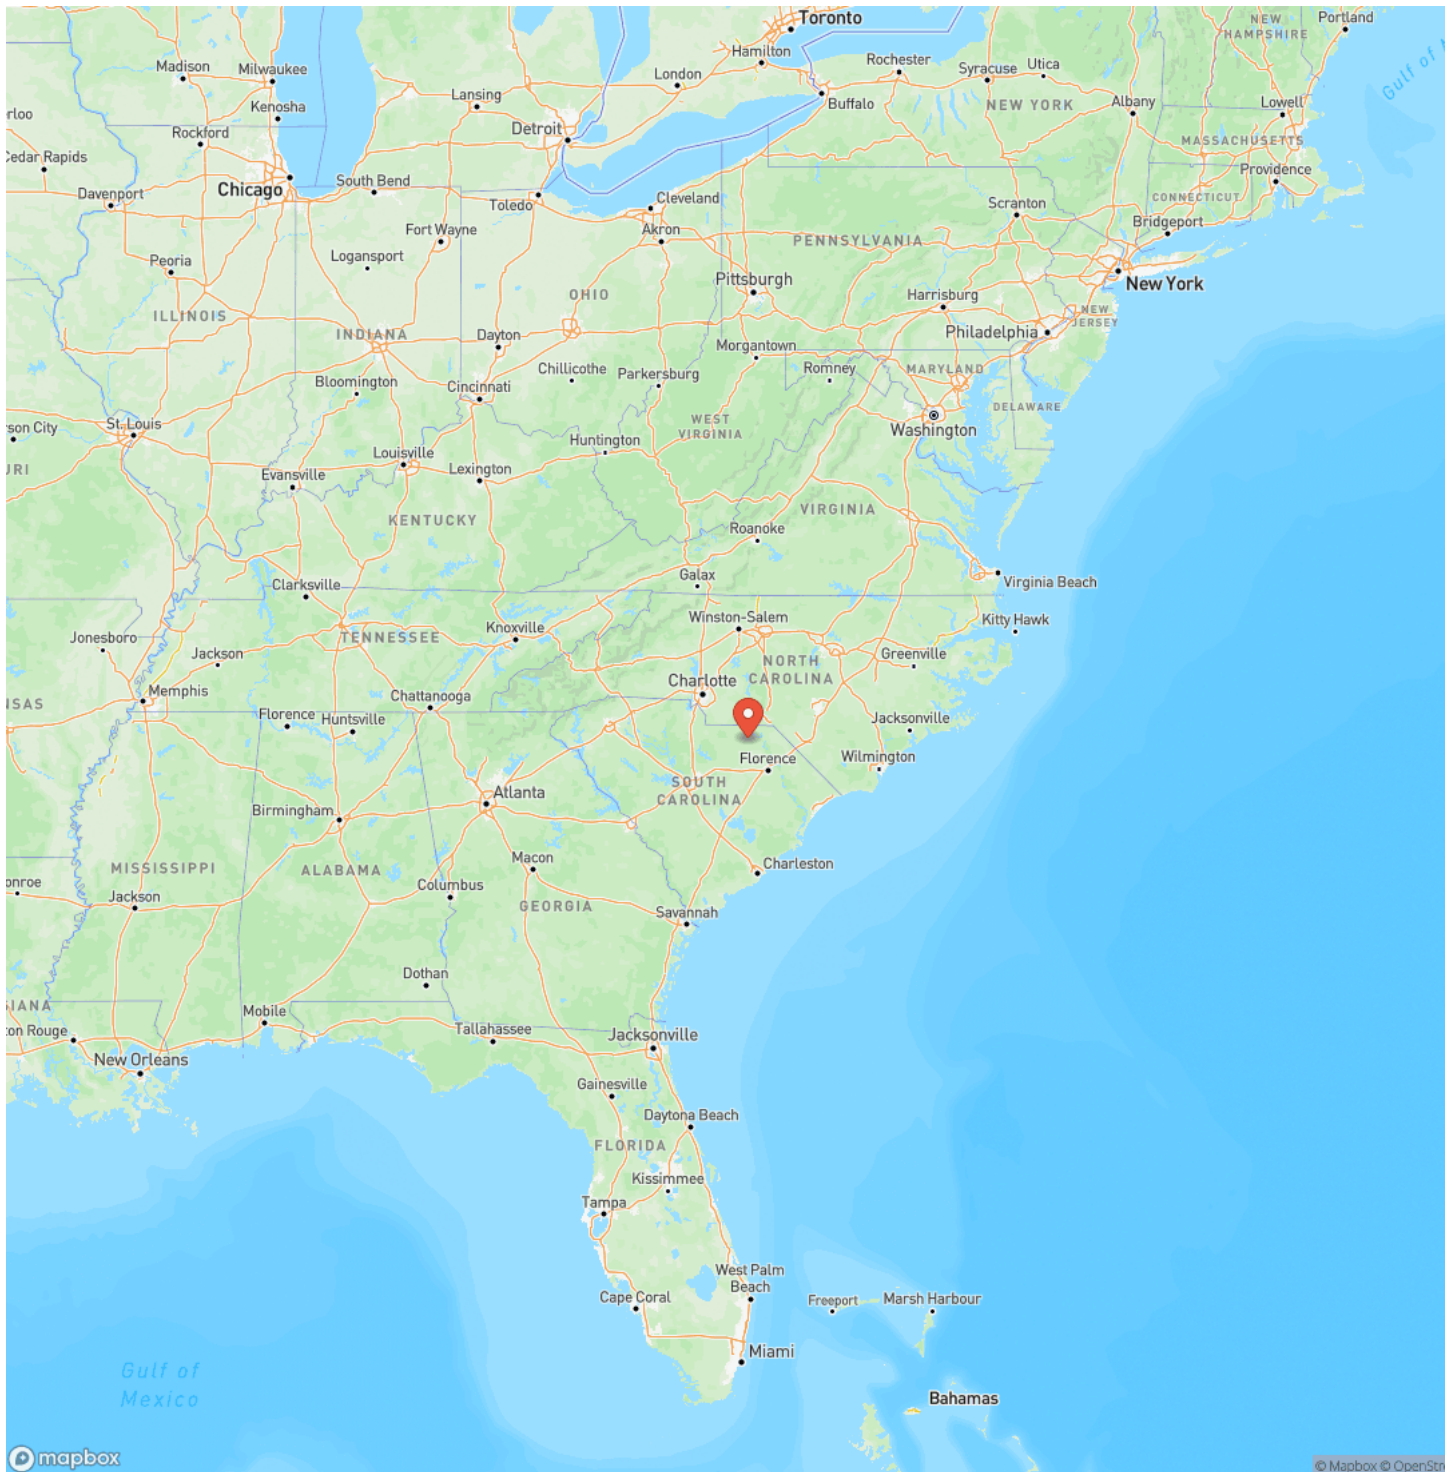 Toronto
Portland
NEW
HAMPSHIRE
Hamilton
Rochester
Syracuse
Utica
Gulf of
Madison
Milwaukee
London
Lansing
Buffalo
NEW YORK
Albany
Lowell
Kenosha
erloo
Rockford
Detroit
MASSACHUSETTS
Cedar Rapids
Providence
Chicago
South Bend
Davenport
Toledo
Cleveland
Scranton
CONNECTICUT
Bridgeport
Fort Wayne
Akron
PENNSYLVANIA
Logansport
Peoria
Pittsburgh
New York
OHIO
Harrisburg
ILLINOIS
NEW
JERSEY
INDIANA
Dayton
Philadelphia
Morgantown
Chillicothe
Parkersburg
Romney
MARYLAND
Bloomington
Cincinnati
DELAWARE
rson City
St. Louis
WEST
VIRGINIA
Washington
Huntington
Louisville
URI
Evansville
Lexington
VIRGINIA
KENTUCKY
Roanoke
Galax
Clarksville
Virginia Beach
Winston-Salem
Kitty Hawk
Jonesboro
TENNESSEE
Knoxville
Jackson
Greenville
NORTH
CAROLINA
Charlotte
Memphis
Chattanooga
NSAS
Florence
Huntsville
Jacksonville
Florence
Wilmington
SOUTH
CAROLINA
Atlanta
Birmingham
Macon
Charleston
MISSISSIPPI
ALABAMA
onroe
Jackson
Columbus
GEORGIA
Savannah
Dothan
SIANA
Mobile
ton Rouge
Tallahassee
Jacksonville
New Orleans
Gainesville
Daytona Beach
FLORIDA
Kissimmee
Tampa
West Palm
Beach
Cape Coral
Freeport
Marsh Harbour
Miami
Gulf of
Mexico
Bahamas
mapbox
© Mapbox © OpenStre